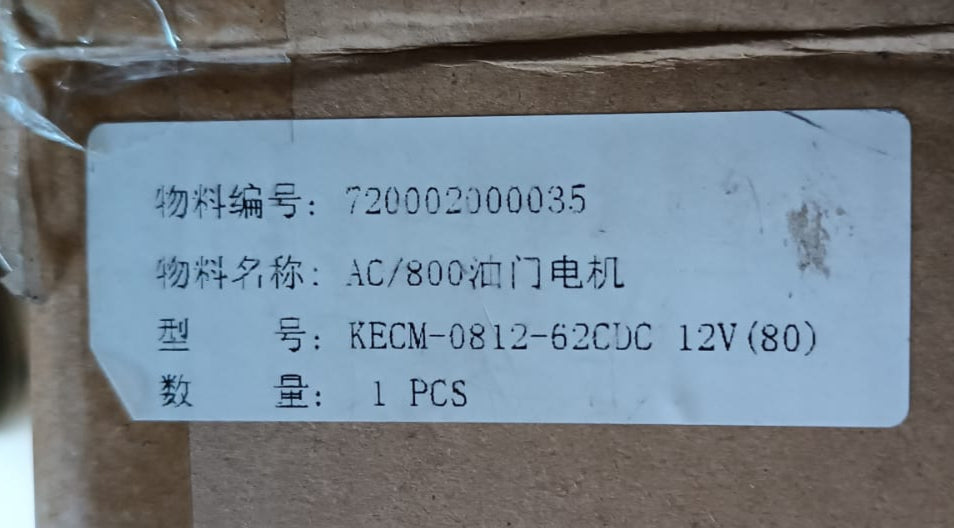 物料编号: 720002000035
物料名称: AC/800油门电机
型 号: KECM-0812-62CDC 12V(80)
数 量: 1 PCS